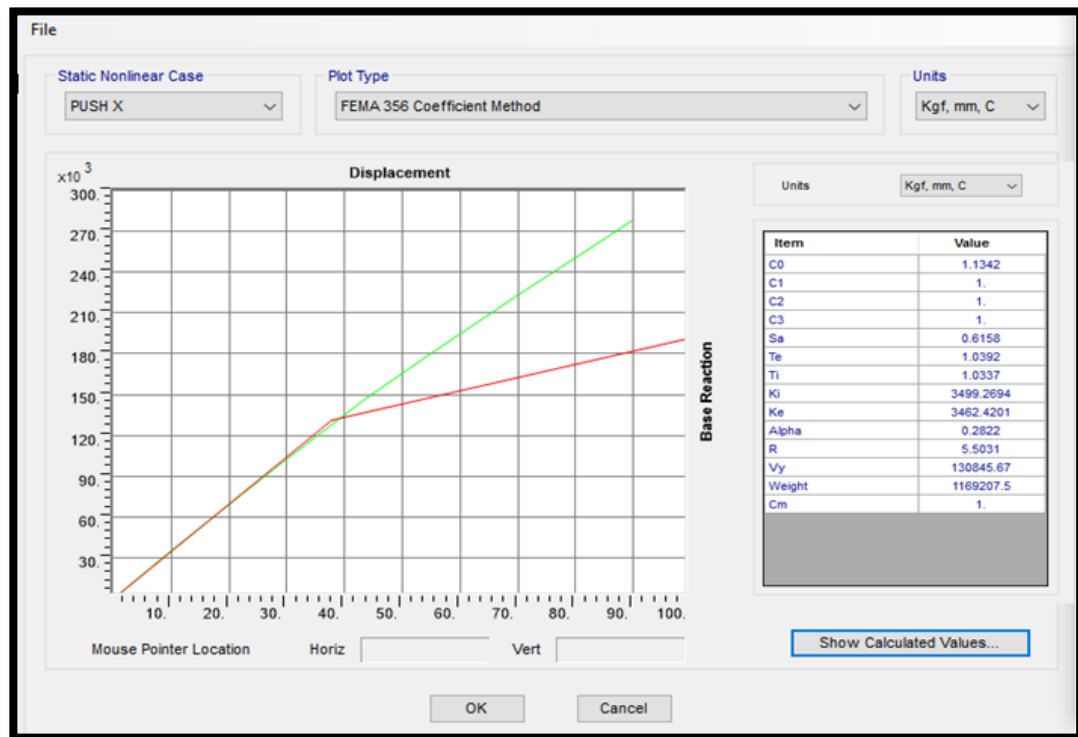 File
Static Nonlinear Case
Plot Type
Units
PUSH X
FEMA 356 Coefficient Method
Kgf, mm, C
x10 3
Displacement
300.
270.
240.
210.
180.
150.
120.
90.
60.
30.
10. 20. 30. 40. 50. 60. 70. 80. 90. 100.
Base Reaction
Mouse Pointer Location Horiz Vert
Units Kgf, mm, C
Item Value
C0 1.1342
C1 1.
C2 1.
C3 1.
Sa 0.6158
Te 1.0392
Ti 1.0337
Ki 3499.2694
Ke 3462.4201
Alpha 0.2822
R 5.5031
Vy 130845.67
Weight 1169207.5
Cm 1.
Show Calculated Values...
OK Cancel